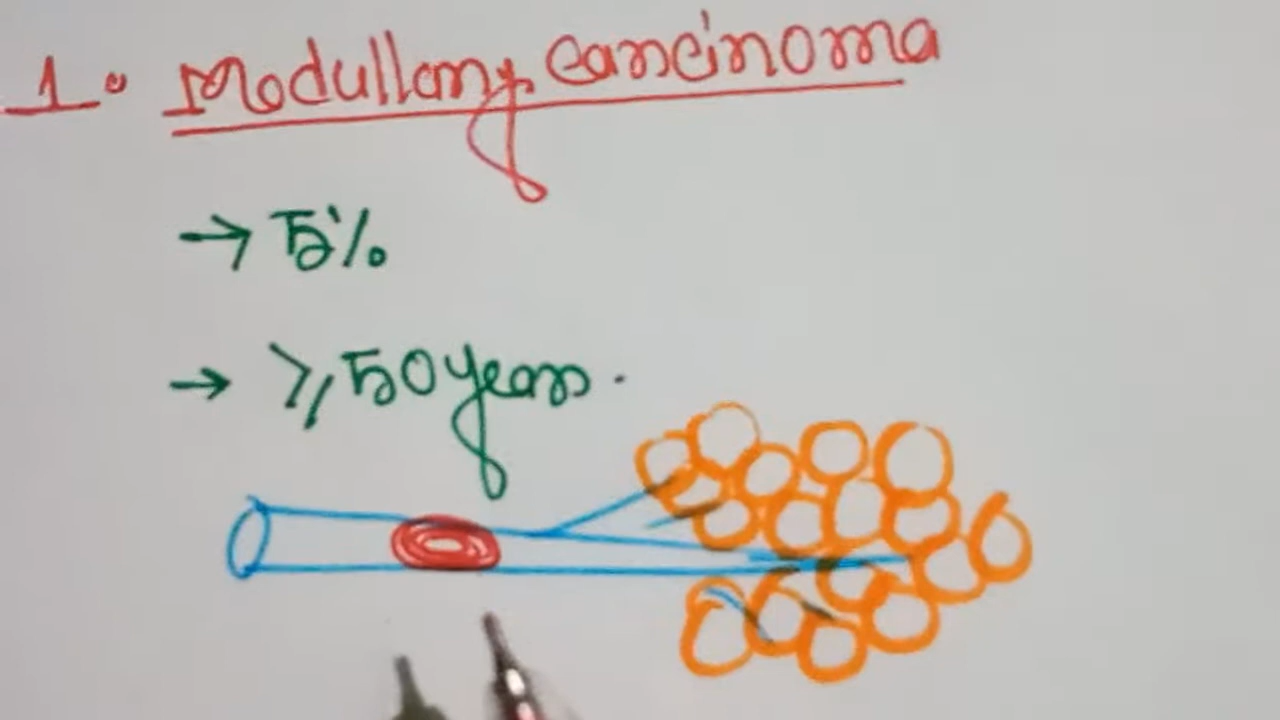 1. Medullary carcinoma
→ 5%
→ ≥50 years.